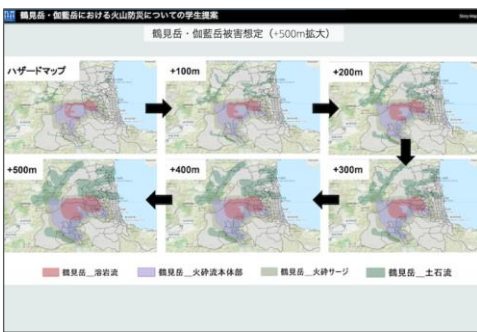 鶴見岳・伽藍岳における火山防災についての学生提案
鶴見岳・伽藍岳被害想定（+500m拡大）
ハザードマップ
+100m
+200m
+500m
+400m
+300m
鶴見岳__溶岩流
鶴見岳__火砕流本体部
鶴見岳__火砕サージ
鶴見岳__土石流